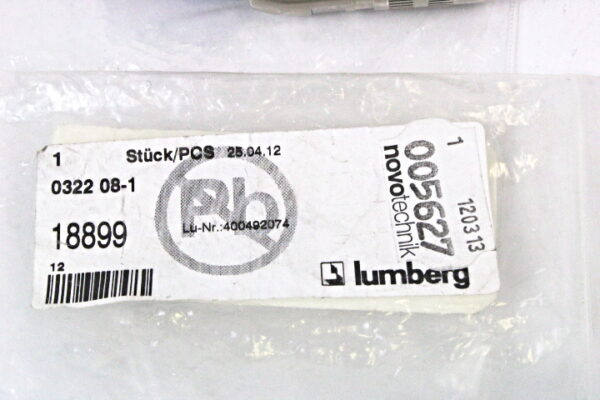 1 Stück/PCS 25.04.12
0322 08-1
Pb
Lu-Nr.:400492074
18899
12
lumberg
1
005627
novotechnik
120313